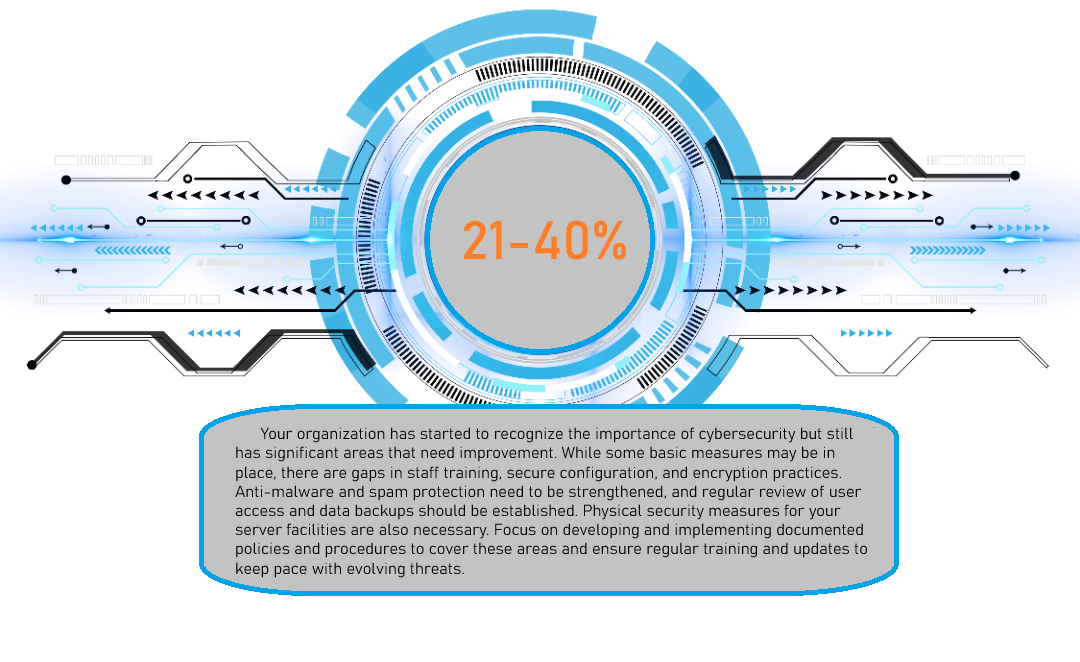 21-40%
Your organization has started to recognize the importance of cybersecurity but still
has significant areas that need improvement. While some basic measures may be in
place, there are gaps in staff training, secure configuration, and encryption practices.
Anti-malware and spam protection need to be strengthened, and regular review of user
access and data backups should be established. Physical security measures for your
server facilities are also necessary. Focus on developing and implementing documented
policies and procedures to cover these areas and ensure regular training and updates to
keep pace with evolving threats.